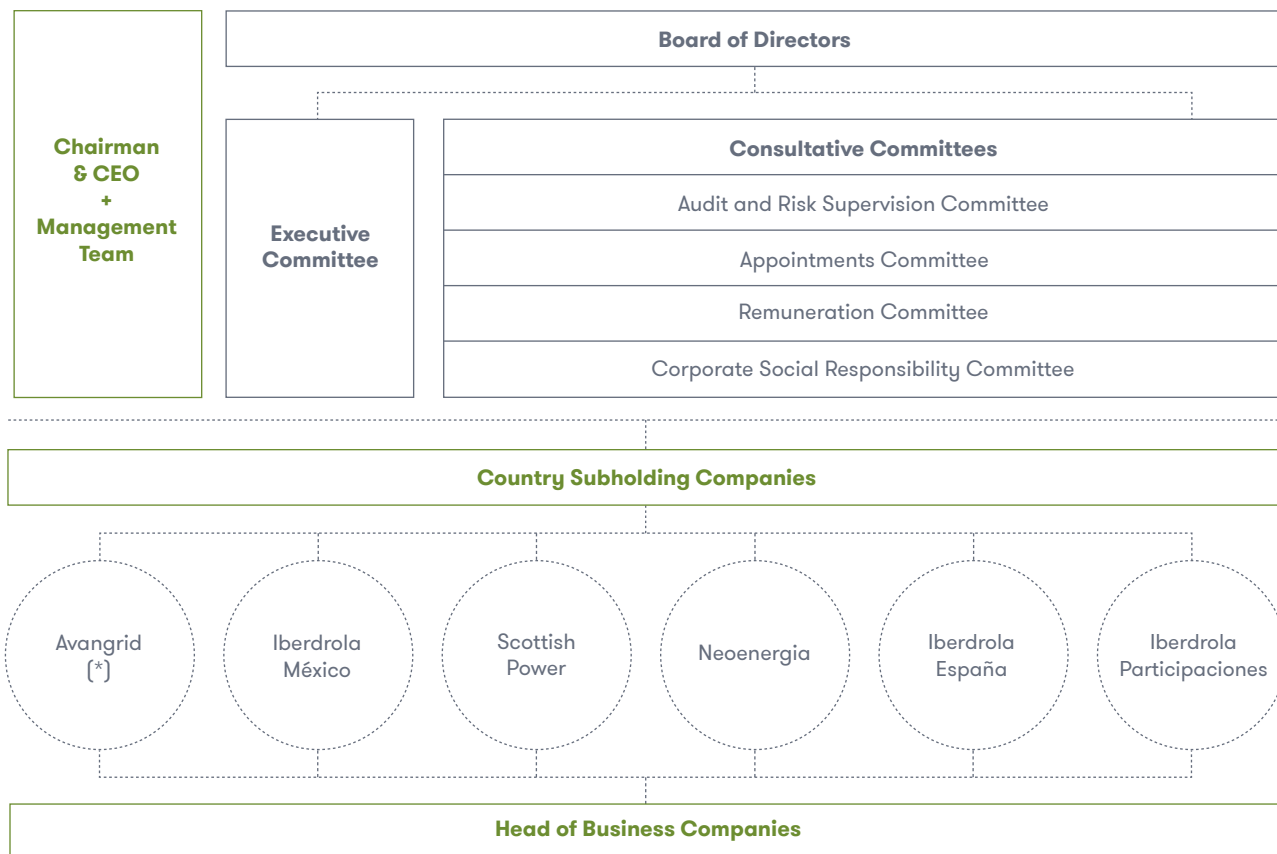 Board of Directors
Chairman
& CEO
+
Management
Team
Executive
Committee
Consultative Committees
Audit and Risk Supervision Committee
Appointments Committee
Remuneration Committee
Corporate Social Responsibility Committee
Country Subholding Companies
Avangrid
(*)
Iberdrola
México
Scottish
Power
Neoenergia
Iberdrola
España
Iberdrola
Participaciones
Head of Business Companies